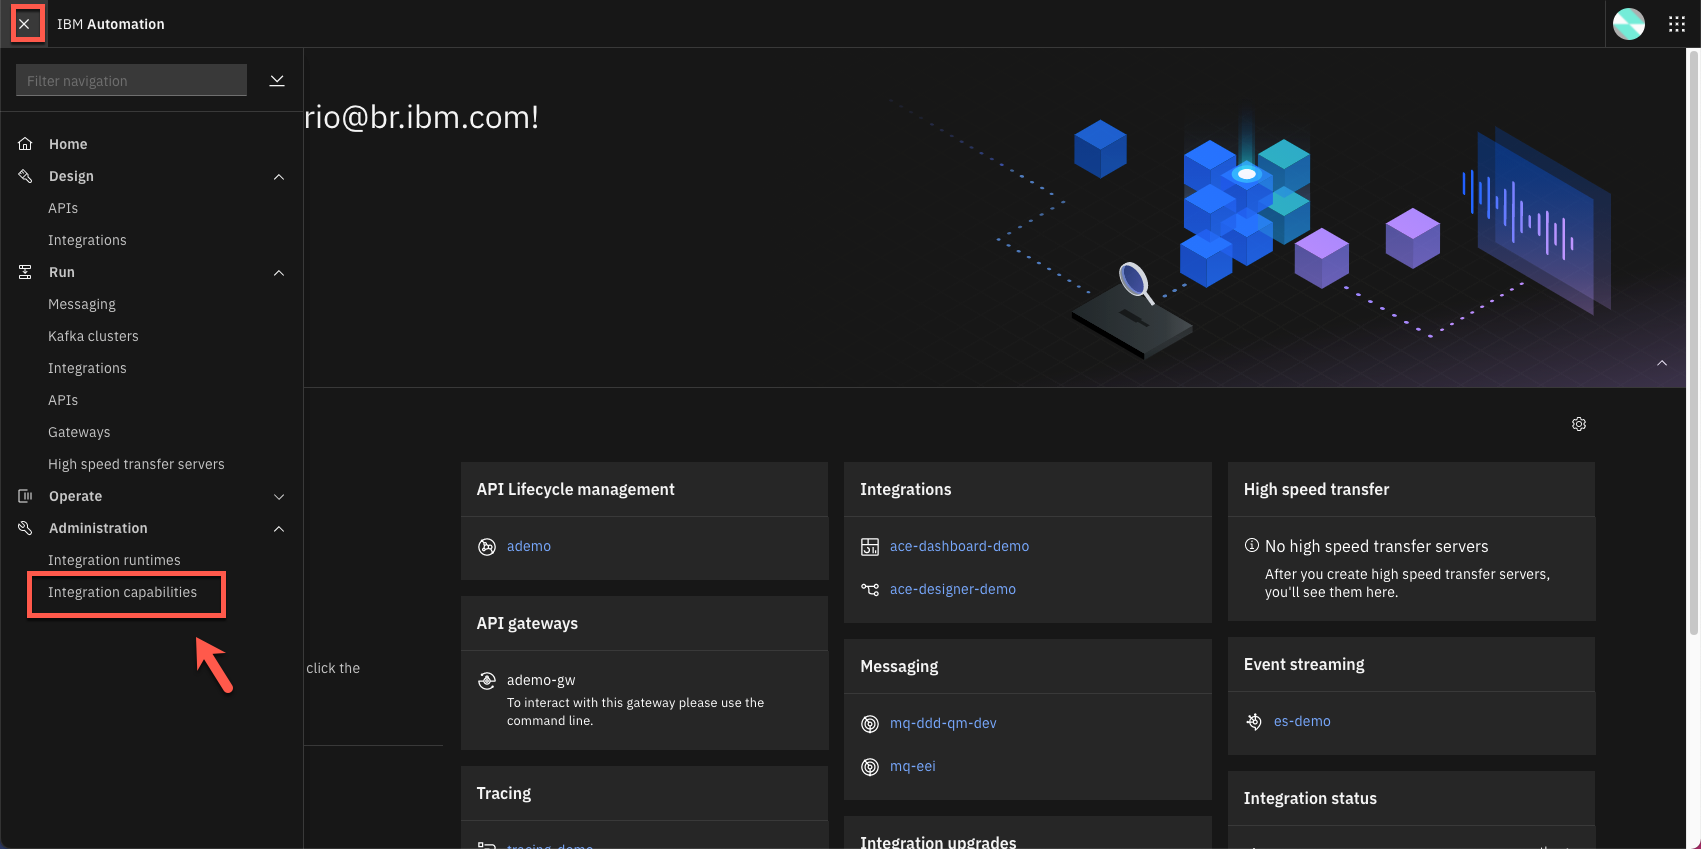 IBM Automation
Filter navigation
rio@br.ibm.com!
Home
Design
APIs
Integrations
Run
Messaging
Kafka clusters
Integrations
APIs
Gateways
High speed transfer servers
Operate
Administration
Integration runtimes
Integration capabilities
click the
API Lifecycle management
ademo
API gateways
ademo-gw
To interact with this gateway please use the
command line.
Tracing
tracing-demo
Integrations
ace-dashboard-demo
ace-designer-demo
Messaging
mq-ddd-qm-dev
mq-eei
Integration upgrades
High speed transfer
No high speed transfer servers
After you create high speed transfer servers,
you'll see them here.
Event streaming
es-demo
Integration status